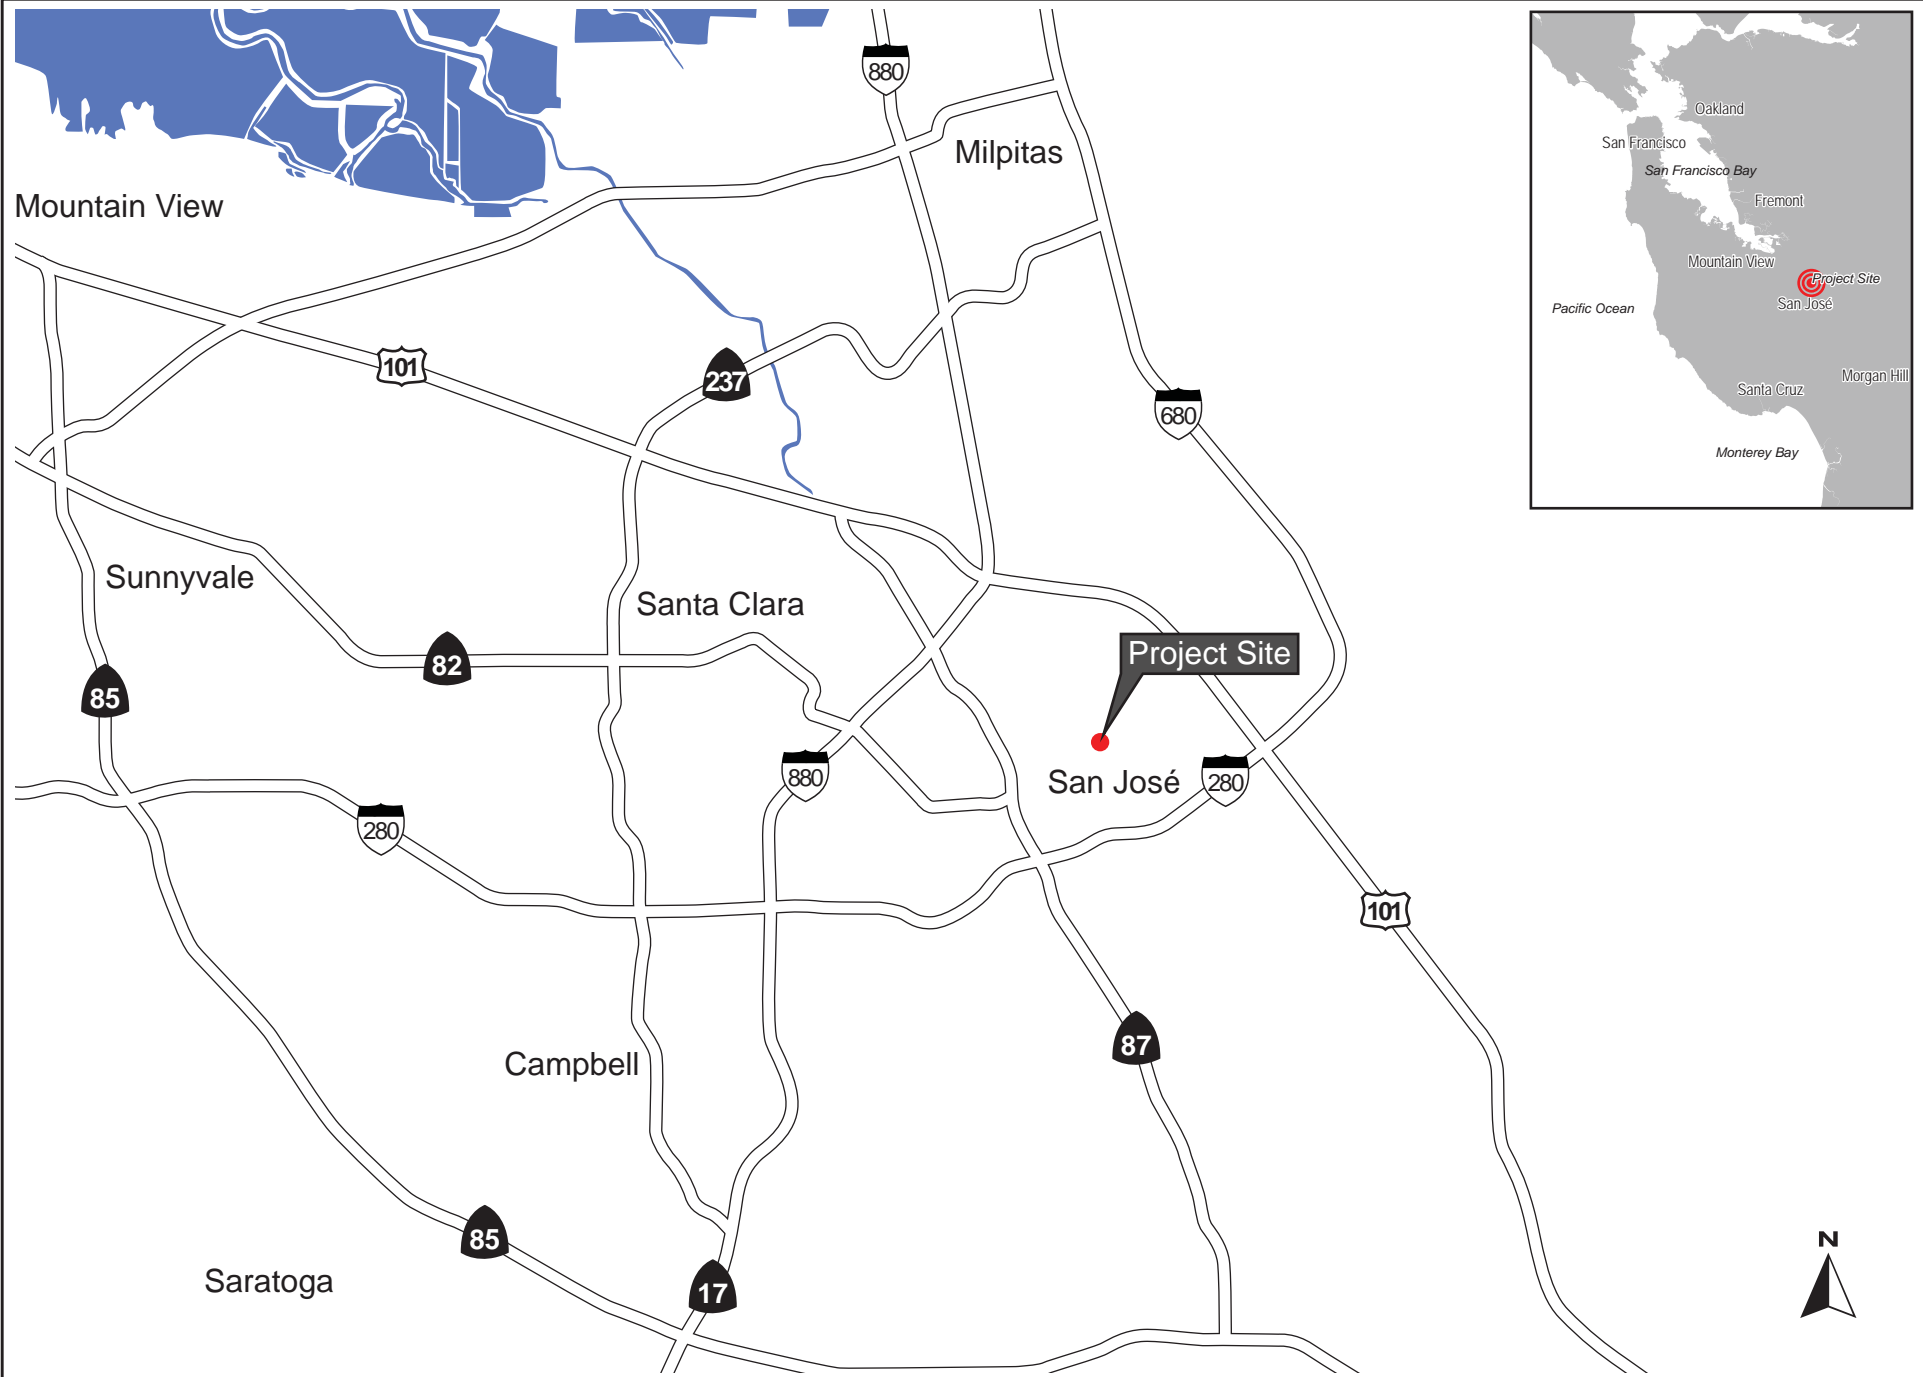 880
Milpitas
Mountain View
101
237
680
Sunnyvale
Santa Clara
82
Project Site
85
880
San José
280
280
101
Campbell
87
85
Saratoga
17
N
Oakland
San Francisco
San Francisco Bay
Fremont
Mountain View
Project Site
San José
Pacific Ocean
Morgan Hill
Santa Cruz
Monterey Bay